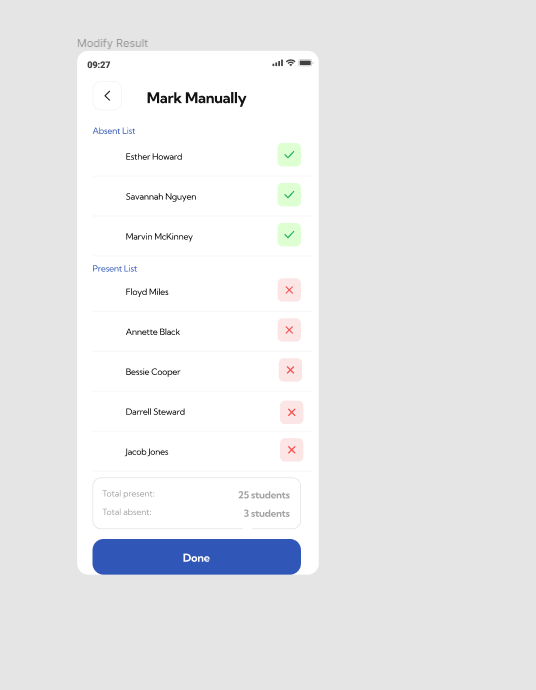 Modify Result
09:27
Mark Manually
Absent List
Esther Howard
Savannah Nguyen
Marvin McKinney
Present List
Floyd Miles
Annette Black
Bessie Cooper
Darrell Steward
Jacob Jones
Total present: 25 students
Total absent: 3 students
Done